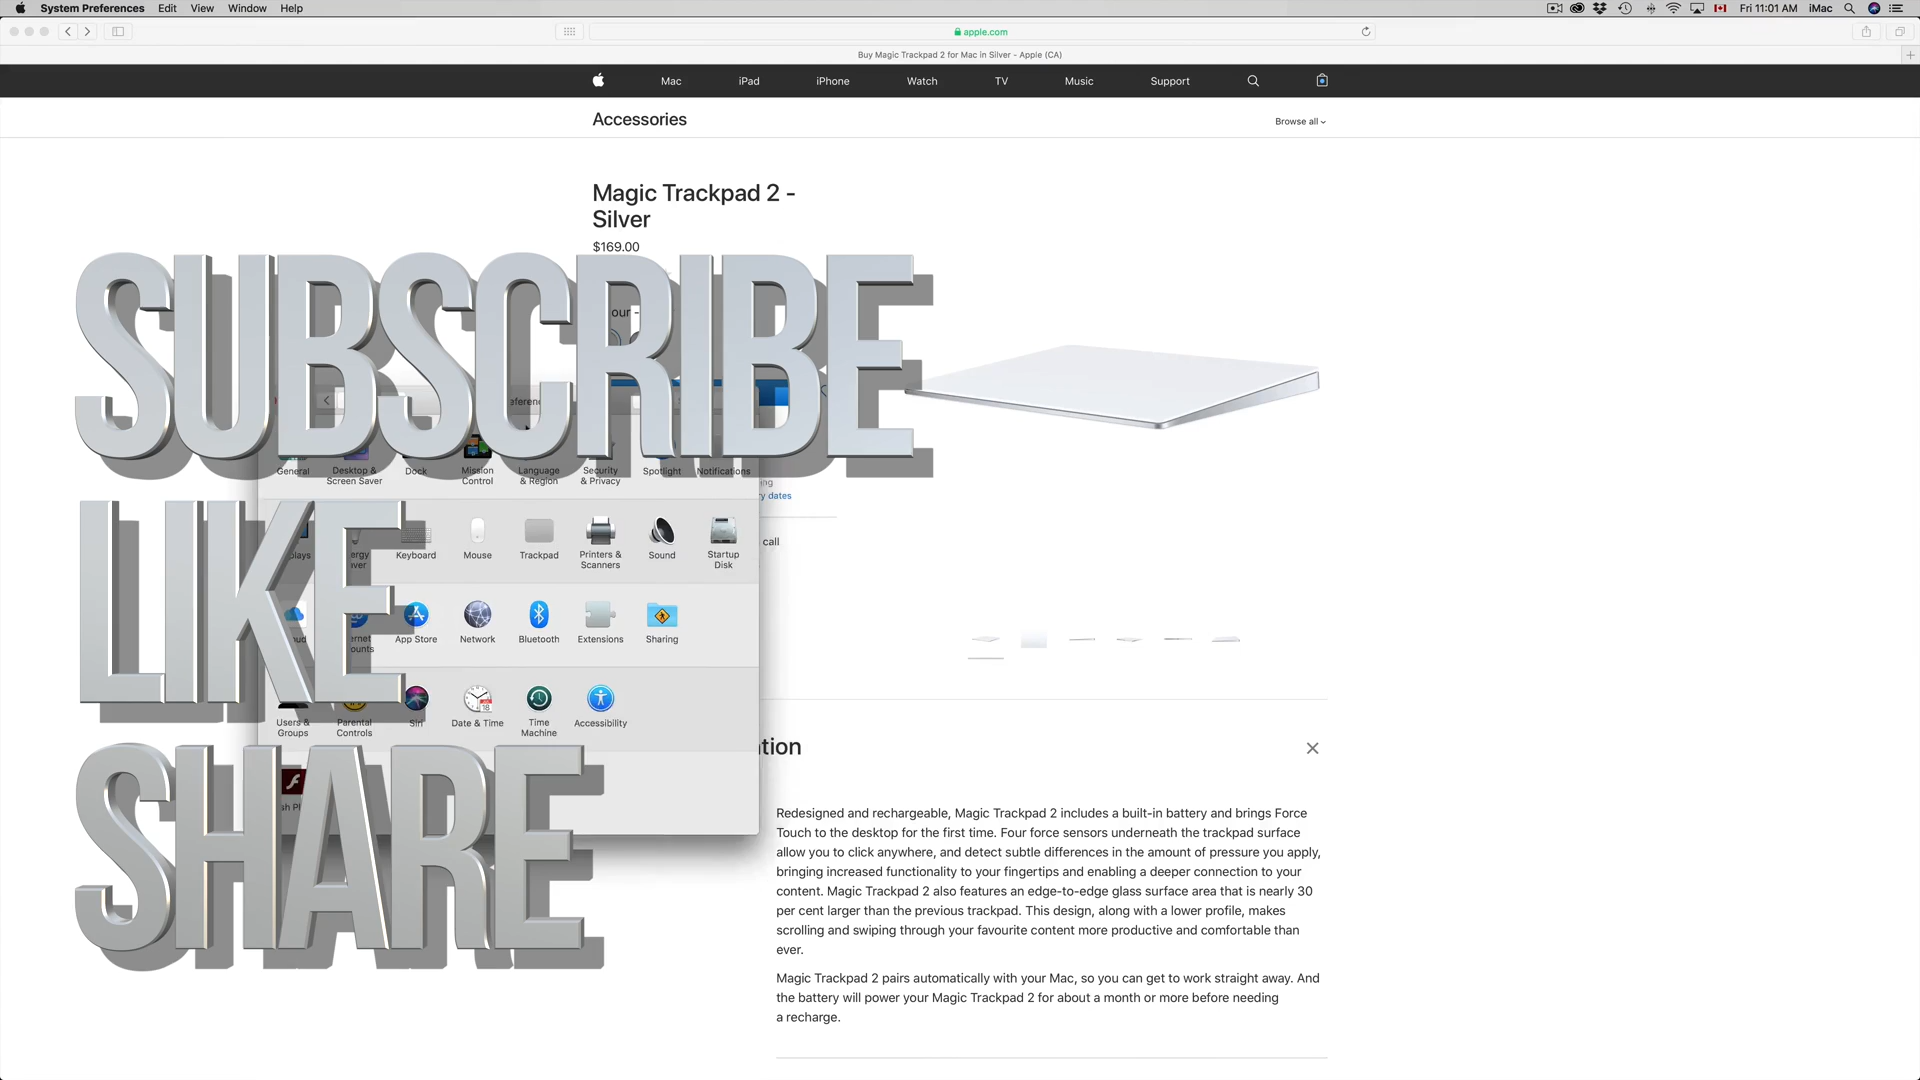 System Preferences Edit View Window Help
Fri 11:01 AM iMac
apple.com
Buy Magic Trackpad 2 for Mac in Silver - Apple (CA)
Mac iPad iPhone Watch TV Music Support
Accessories
Browse all
Magic Trackpad 2 -
Silver
$169.00
SUBSCRIBE
our -
General
Desktop &
Screen Saver
Dock
Mission
Control
Language
& Region
Security
& Privacy
Spotlight
Notifications
dates
call
LIKE
Keyboard
Mouse
Trackpad
Printers &
Scanners
Sound
Startup
Disk
App Store
Network
Bluetooth
Extensions
Sharing
Users &
Groups
Parental
Controls
Siri
Date & Time
Time
Machine
Accessibility
SHARE
Redesigned and rechargeable, Magic Trackpad 2 includes a built-in battery and brings Force
Touch to the desktop for the first time. Four force sensors underneath the trackpad surface
allow you to click anywhere, and detect subtle differences in the amount of pressure you apply,
bringing increased functionality to your fingertips and enabling a deeper connection to your
content. Magic Trackpad 2 also features an edge-to-edge glass surface area that is nearly 30
per cent larger than the previous trackpad. This design, along with a lower profile, makes
scrolling and swiping through your favourite content more productive and comfortable than
ever.
Magic Trackpad 2 pairs automatically with your Mac, so you can get to work straight away. And
the battery will power your Magic Trackpad 2 for about a month or more before needing
a recharge.